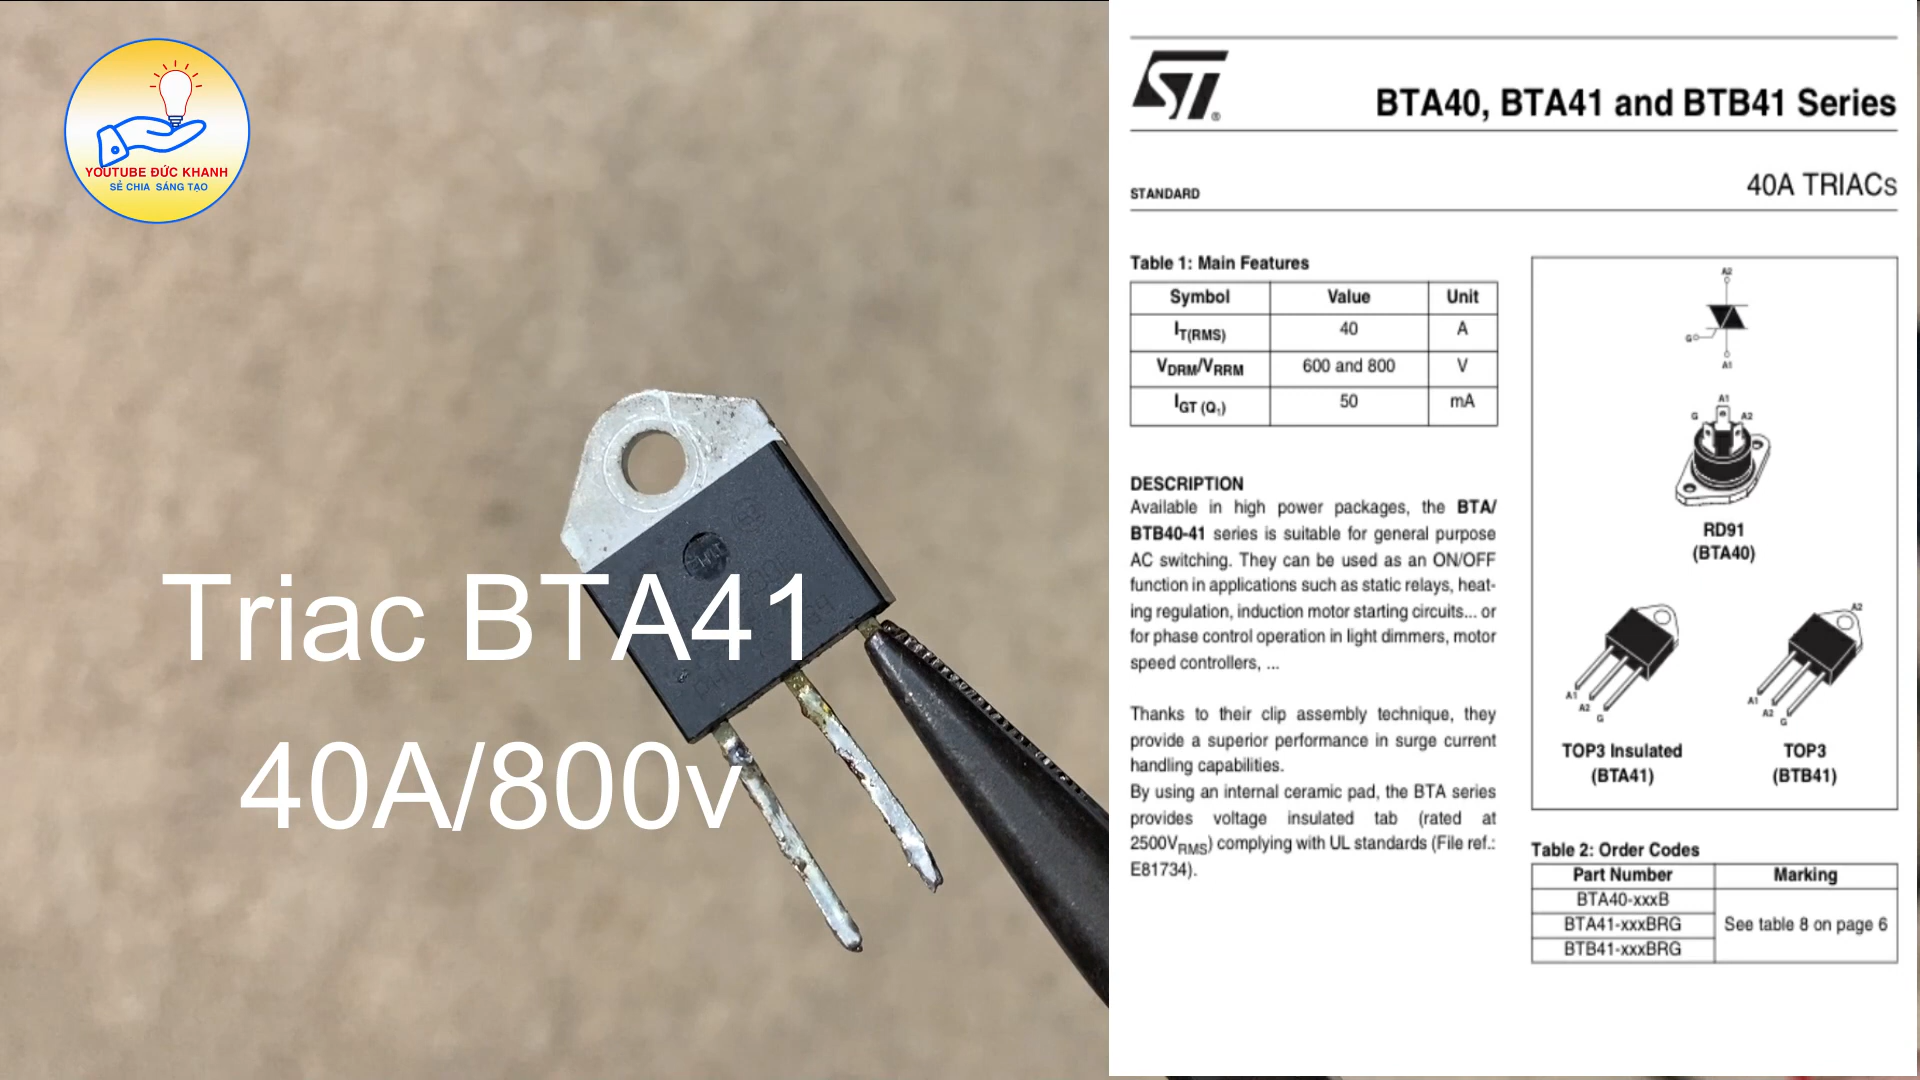 YOUTUBE ĐỨC KHANH
SẺ CHIA SÁNG TẠO
Triac BTA41
40A/800v
ST
®
BTA40, BTA41 and BTB41 Series
STANDARD
40A TRIACs
Table 1: Main Features
Symbol Value Unit
IT(RMS) 40 A
VDRM/VRRM 600 and 800 V
IGT (Q1) 50 mA
DESCRIPTION
Available in high power packages, the BTA/
BTB40-41 series is suitable for general purpose
AC switching. They can be used as an ON/OFF
function in applications such as static relays, heat-
ing regulation, induction motor starting circuits... or
for phase control operation in light dimmers, motor
speed controllers, ...
Thanks to their clip assembly technique, they
provide a superior performance in surge current
handling capabilities.
By using an internal ceramic pad, the BTA series
provides voltage insulated tab (rated at
2500VRMS) complying with UL standards (File ref.:
E81734).
A2
G
A1
A1
G A2
RD91
(BTA40)
A1
A2
G
TOP3 Insulated
(BTA41)
A2
A1
A2
G
TOP3
(BTB41)
Table 2: Order Codes
Part Number Marking
BTA40-xxxB
BTA41-xxxBRG See table 8 on page 6
BTB41-xxxBRG